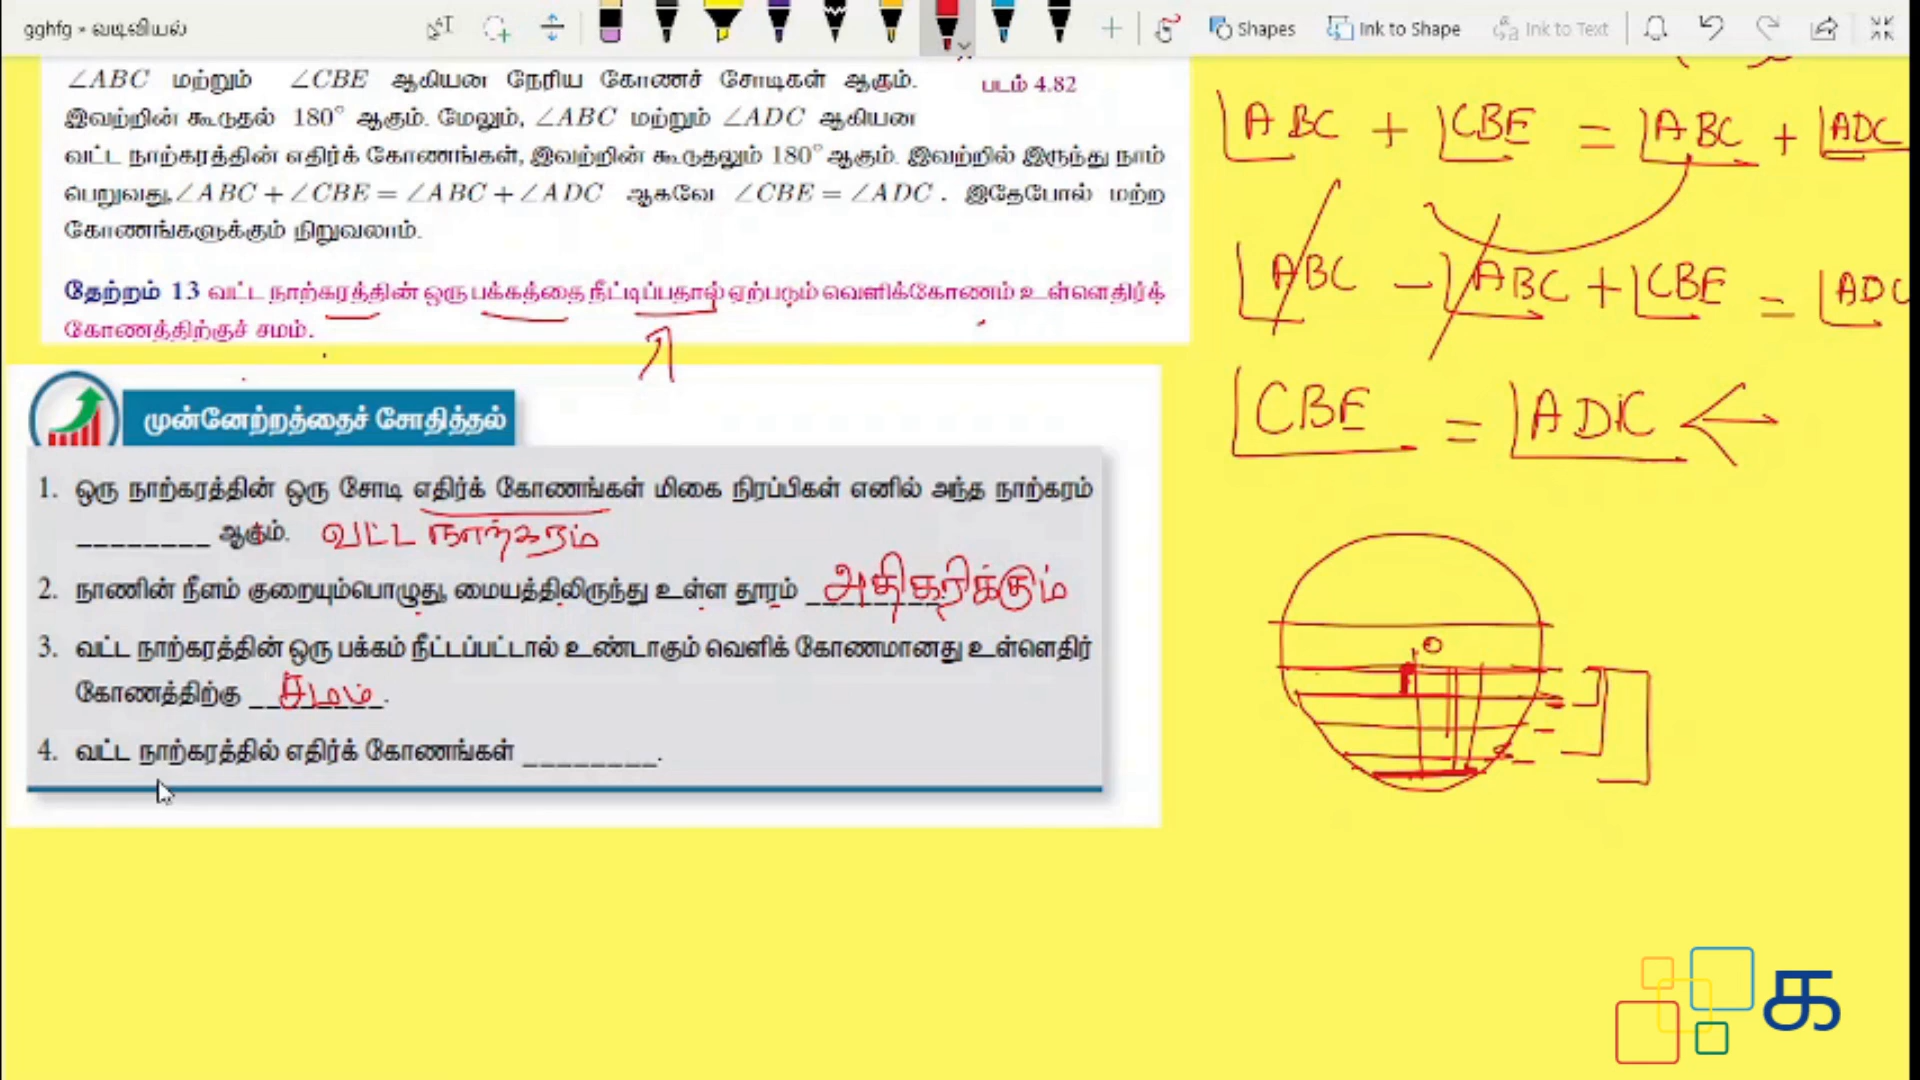 gghfg - வடிவியல்
Shapes Ink to Shape Ink to Text
∠ABC மற்றும் ∠CBE ஆகியன நேரிய கோணச் சோடிகள் ஆகும். படம் 4.82
இவற்றின் கூடுதல் 180° ஆகும். மேலும், ∠ABC மற்றும் ∠ADC ஆகியன
வட்ட நாற்கரத்தின் எதிர்க் கோணங்கள், இவற்றின் கூடுதலும் 180° ஆகும். இவற்றில் இருந்து நாம்
பெறுவது, ∠ABC + ∠CBE = ∠ABC + ∠ADC ஆகவே ∠CBE = ∠ADC . இதேபோல் மற்ற
கோணங்களுக்கும் நிறுவலாம்.
தேற்றம் 13 வட்ட நாற்கரத்தின் ஒரு பக்கத்தை நீட்டிப்பதால் ஏற்படும் வெளிக்கோணம் உள்ளெதிர்க்
கோணத்திற்குச் சமம்.
முன்னேற்றத்தைச் சோதித்தல்
1. ஒரு நாற்கரத்தின் ஒரு சோடி எதிர்க் கோணங்கள் மிகை நிரப்பிகள் எனில் அந்த நாற்கரம்
________ ஆகும். வட்ட நாற்கரம்
2. நாணின் நீளம் குறையும்பொழுது, மையத்திலிருந்து உள்ள தூரம் ________ அதிகரிக்கும்
3. வட்ட நாற்கரத்தின் ஒரு பக்கம் நீட்டப்பட்டால் உண்டாகும் வெளிக் கோணமானது உள்ளெதிர்
கோணத்திற்கு ________. சமம்
4. வட்ட நாற்கரத்தில் எதிர்க் கோணங்கள் ________.
∠ABC + ∠CBE = ∠ABC + ∠ADC
∠ABC - ∠ABC + ∠CBE = ∠ADC
∠CBE = ∠ADC
O
க